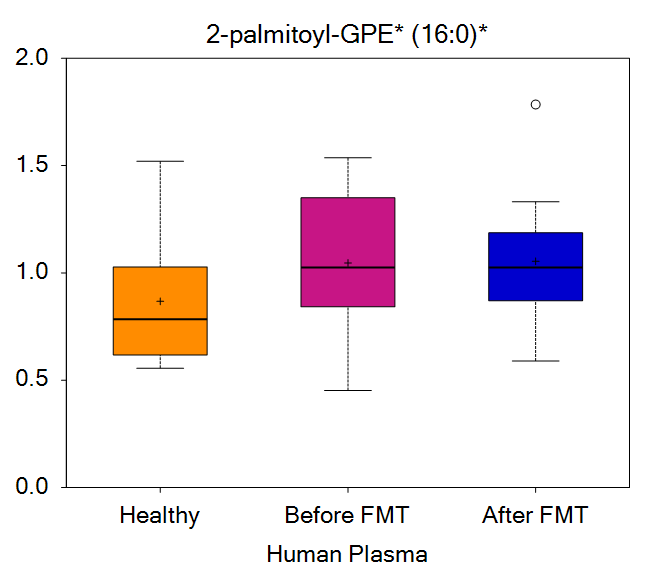 2-palmitoyl-GPE* (16:0)*
2.0
1.5
1.0
0.5
0.0
Healthy Before FMT After FMT
Human Plasma